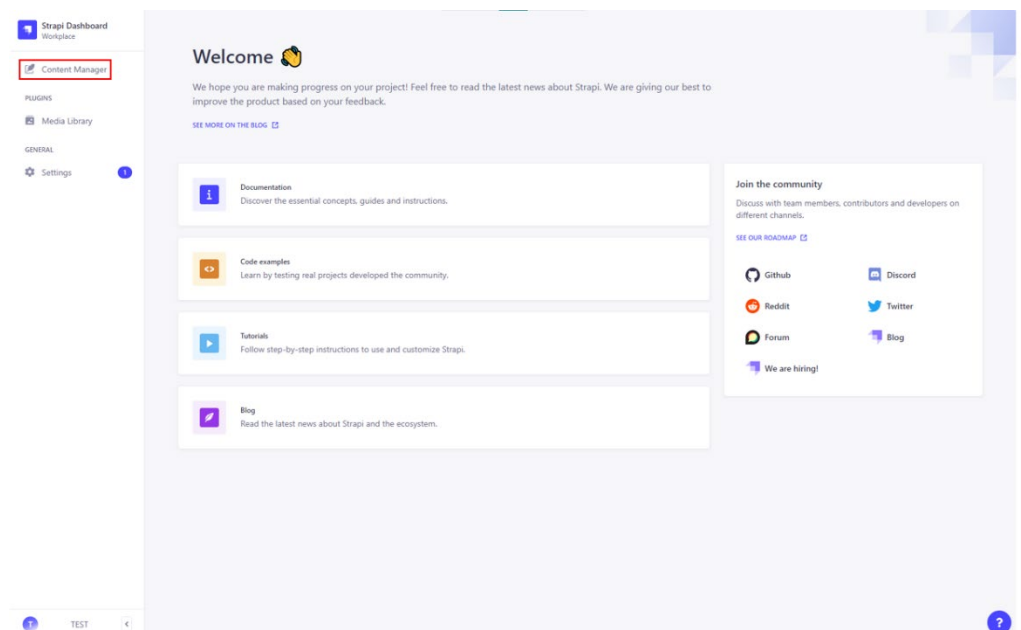 Strapi Dashboard
Workplace
Content Manager
PLUGINS
Media Library
GENERAL
Settings
1
TEST
T
Welcome
We hope you are making progress on your project! Feel free to read the latest news about Strapi. We are giving our best to
improve the product based on your feedback.
SEE MORE ON THE BLOG
Documentation
Discover the essential concepts, guides and instructions.
Code examples
Learn by testing real projects developed the community.
Tutorials
Follow step-by-step instructions to use and customize Strapi.
Blog
Read the latest news about Strapi and the ecosystem.
Join the community
Discuss with team members, contributors and developers on
different channels.
SEE OUR ROADMAP
Github
Discord
Reddit
Twitter
Forum
Blog
We are hiring!
?